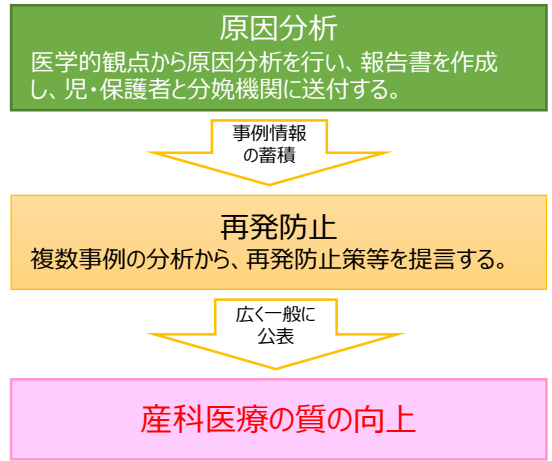 原因分析
医学的観点から原因分析を行い、報告書を作成
し、児・保護者と分娩機関に送付する。
事例情報
の蓄積
再発防止
複数事例の分析から、再発防止策等を提言する。
広く一般に
公表
産科医療の質の向上